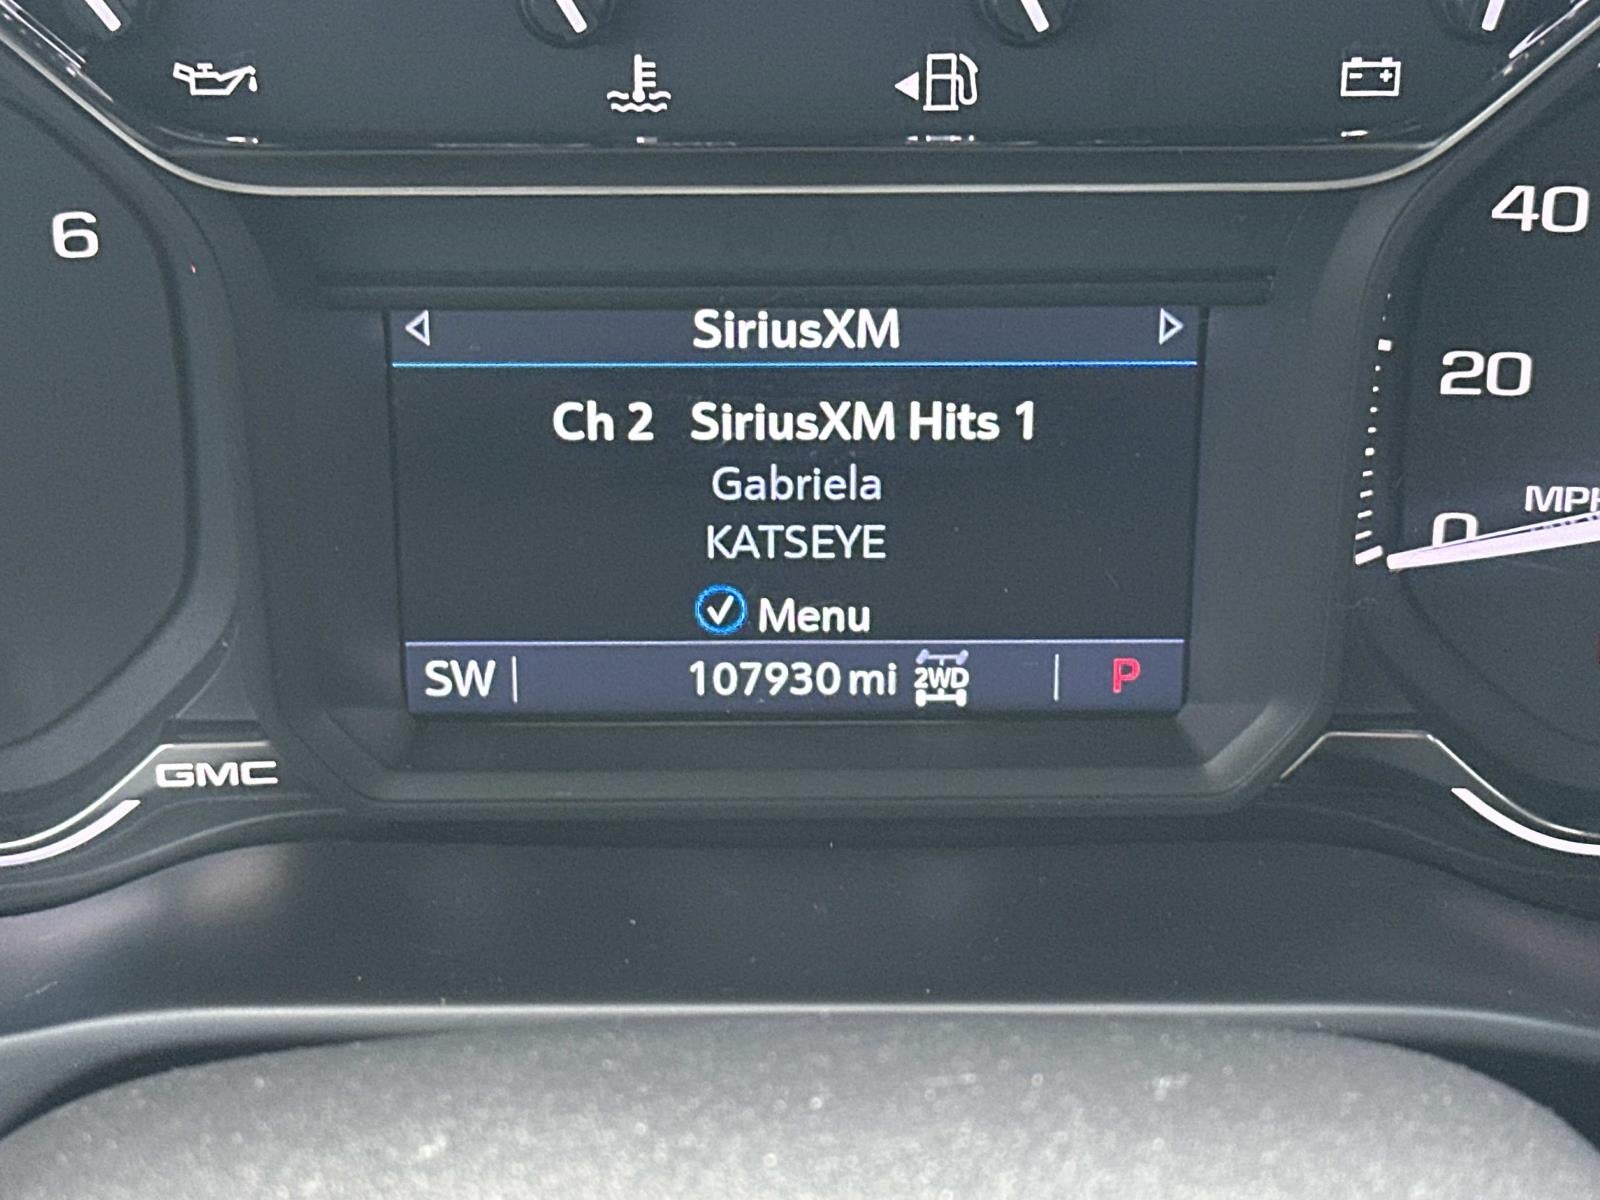 6
40
SiriusXM
20
Ch 2 SiriusXM Hits 1
Gabriela
KATSEYE
MPH
0
Menu
SW 107930 mi 2WD P
GMC